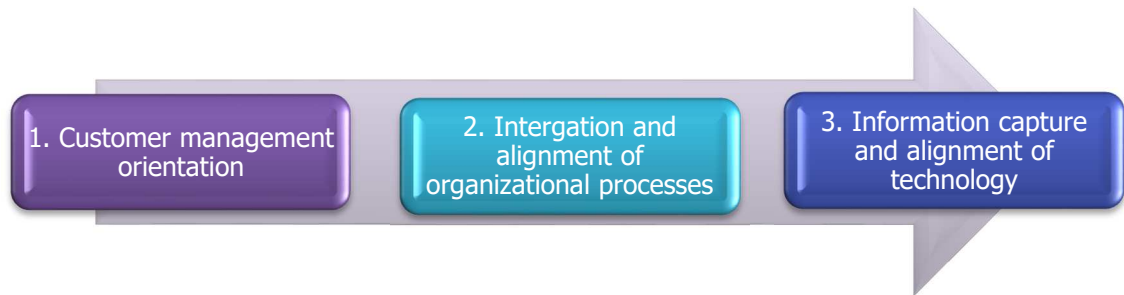 1. Customer management
orientation
2. Intergation and
alignment of
organizational processes
3. Information capture
and alignment of
technology